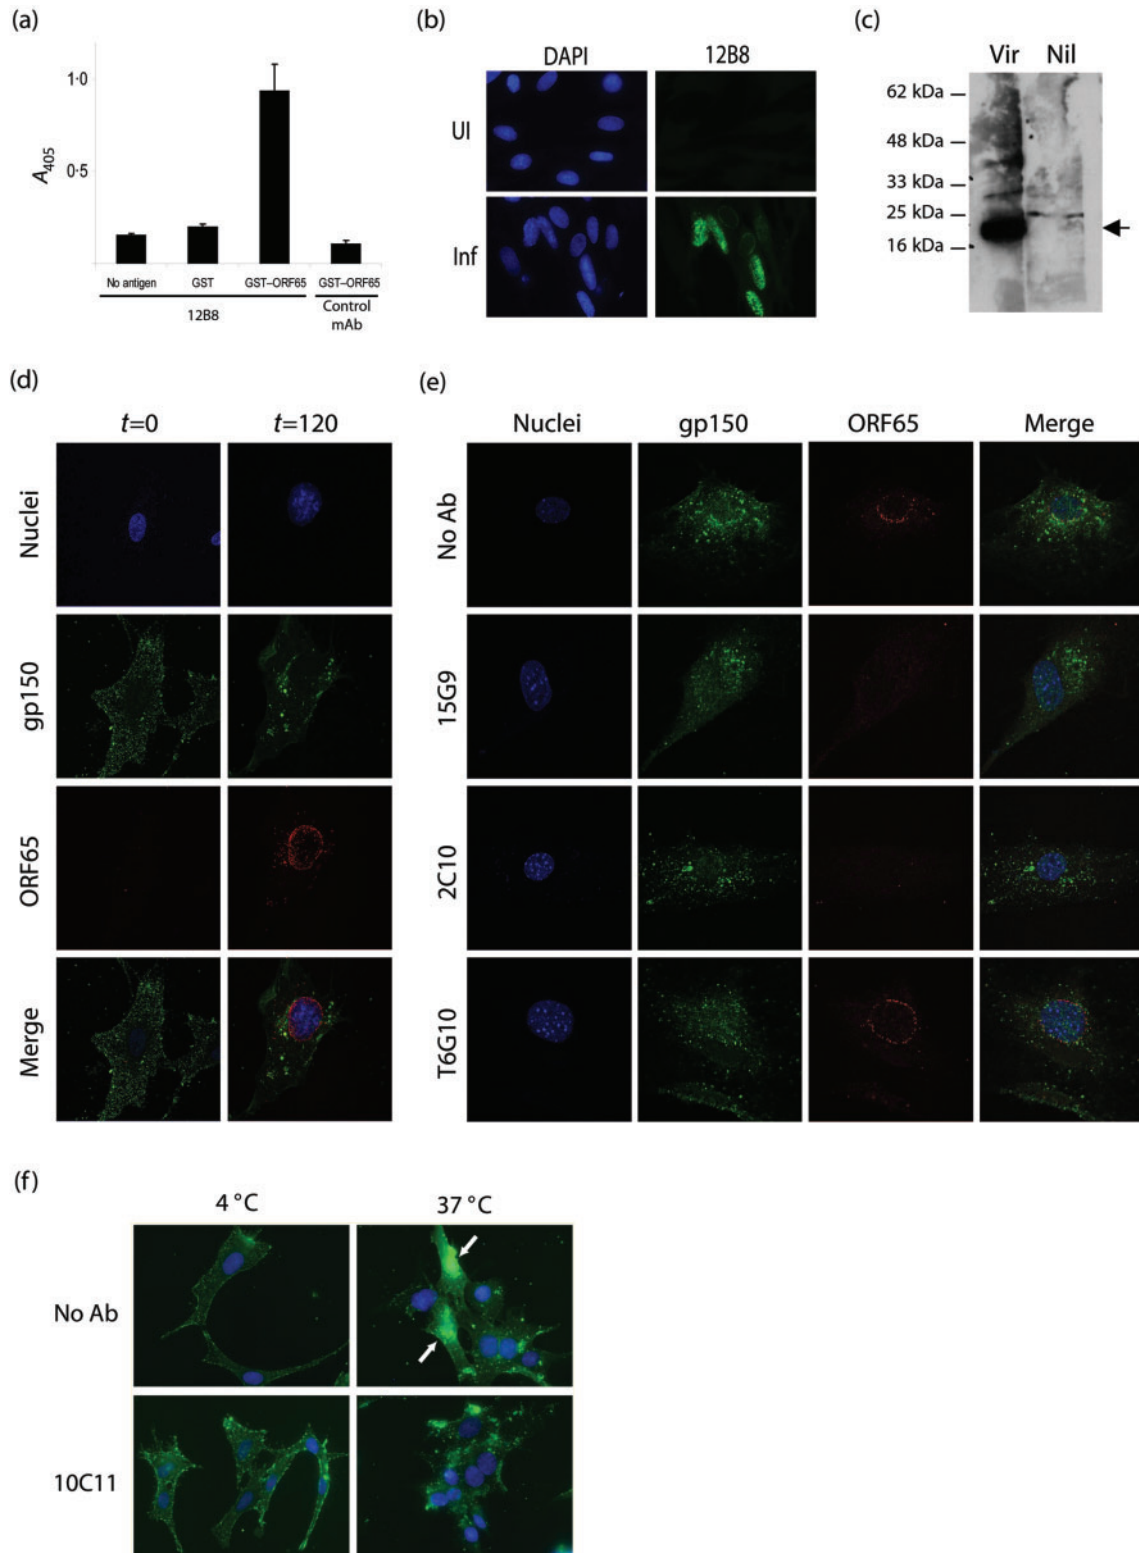 (a)
1·0
0·5
A405
No antigen GST GST–ORF65 GST–ORF65
12B8
Control
mAb
(b)
DAPI 12B8
UI
Inf
(c)
Vir Nil
62 kDa
48 kDa
33 kDa
25 kDa
16 kDa
(d)
t=0 t=120
Nuclei
gp150
ORF65
Merge
(e)
Nuclei gp150 ORF65 Merge
No Ab
15G9
2C10
T6G10
(f)
4 °C 37 °C
No Ab
10C11